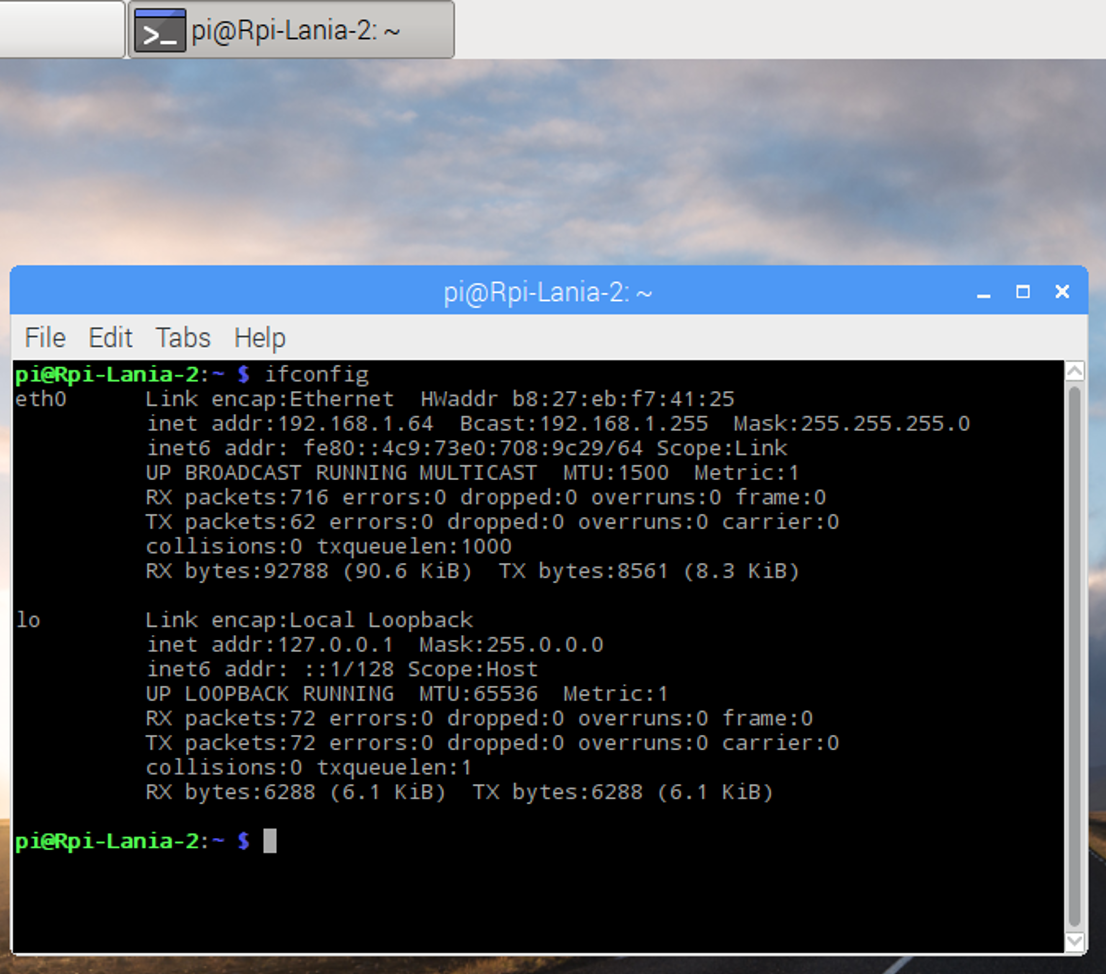 pi@Rpi-Lania-2: ~
pi@Rpi-Lania-2: ~
File Edit Tabs Help
pi@Rpi-Lania-2:~ $ ifconfig
eth0 Link encap:Ethernet HWaddr b8:27:eb:f7:41:25
inet addr:192.168.1.64 Bcast:192.168.1.255 Mask:255.255.255.0
inet6 addr: fe80::4c9:73e0:708:9c29/64 Scope:Link
UP BROADCAST RUNNING MULTICAST MTU:1500 Metric:1
RX packets:716 errors:0 dropped:0 overruns:0 frame:0
TX packets:62 errors:0 dropped:0 overruns:0 carrier:0
collisions:0 txqueuelen:1000
RX bytes:92788 (90.6 KiB) TX bytes:8561 (8.3 KiB)
lo Link encap:Local Loopback
inet addr:127.0.0.1 Mask:255.0.0.0
inet6 addr: ::1/128 Scope:Host
UP LOOPBACK RUNNING MTU:65536 Metric:1
RX packets:72 errors:0 dropped:0 overruns:0 frame:0
TX packets:72 errors:0 dropped:0 overruns:0 carrier:0
collisions:0 txqueuelen:1
RX bytes:6288 (6.1 KiB) TX bytes:6288 (6.1 KiB)
pi@Rpi-Lania-2:~ $